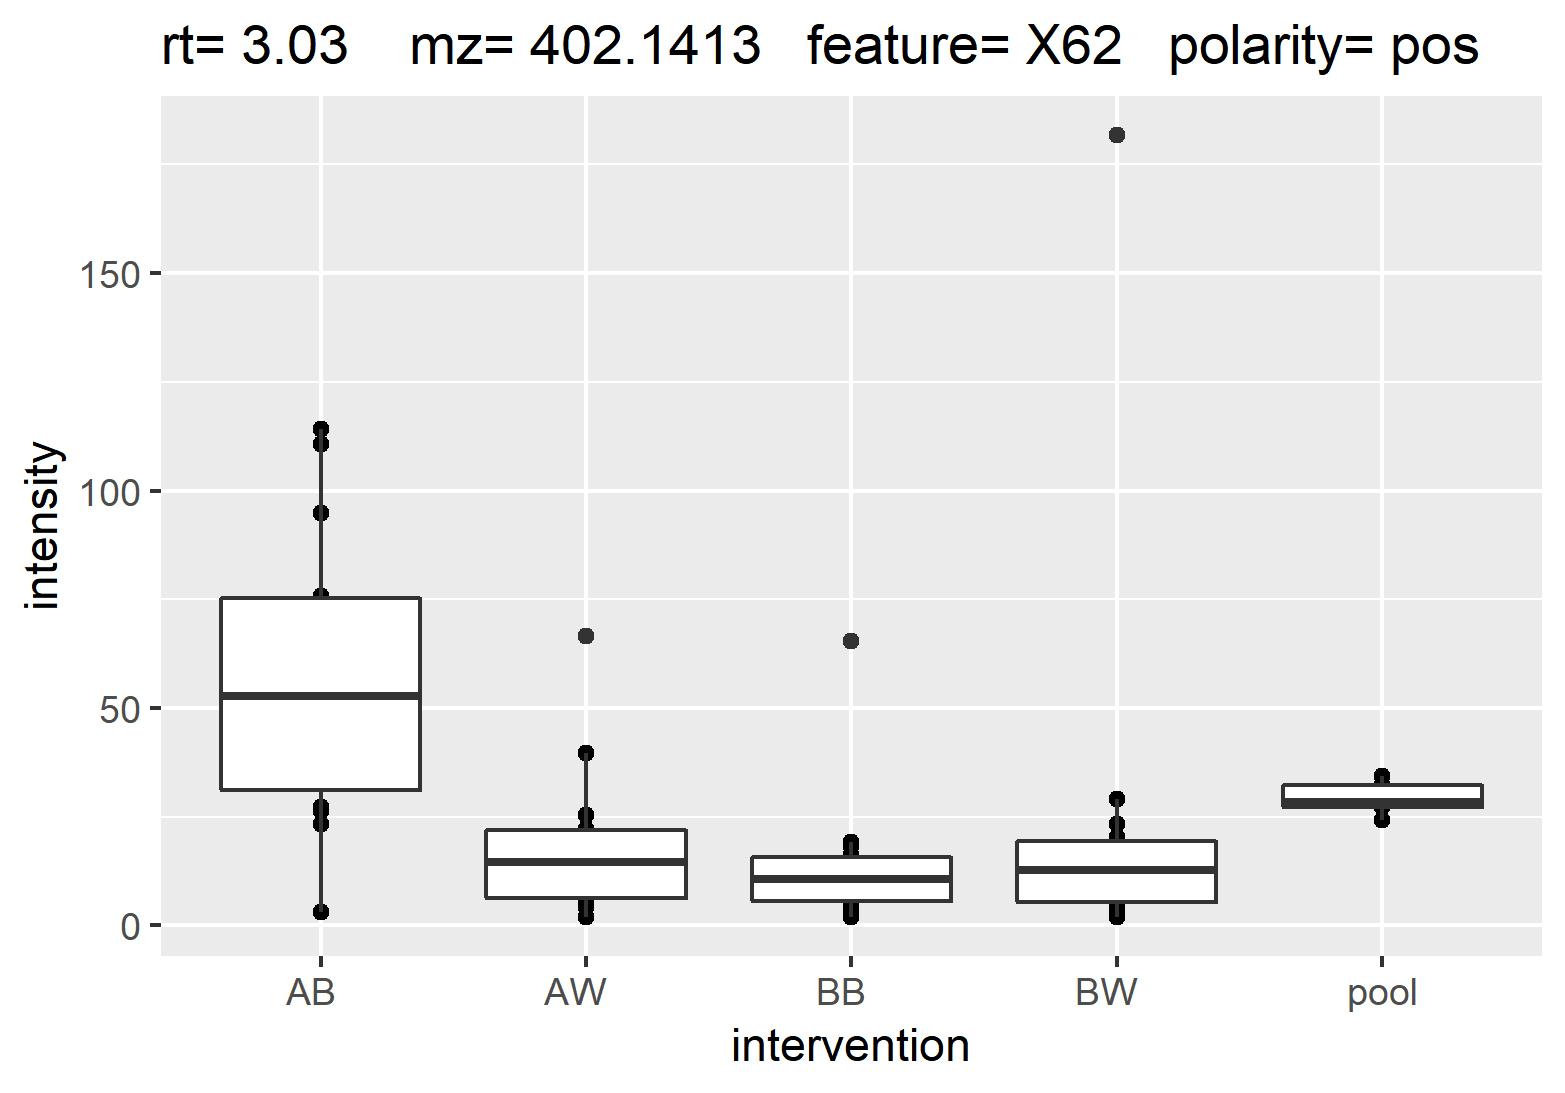 rt= 3.03 mz= 402.1413 feature= X62 polarity= pos
intensity
150
100
50
0
AB AW BB BW pool
intervention